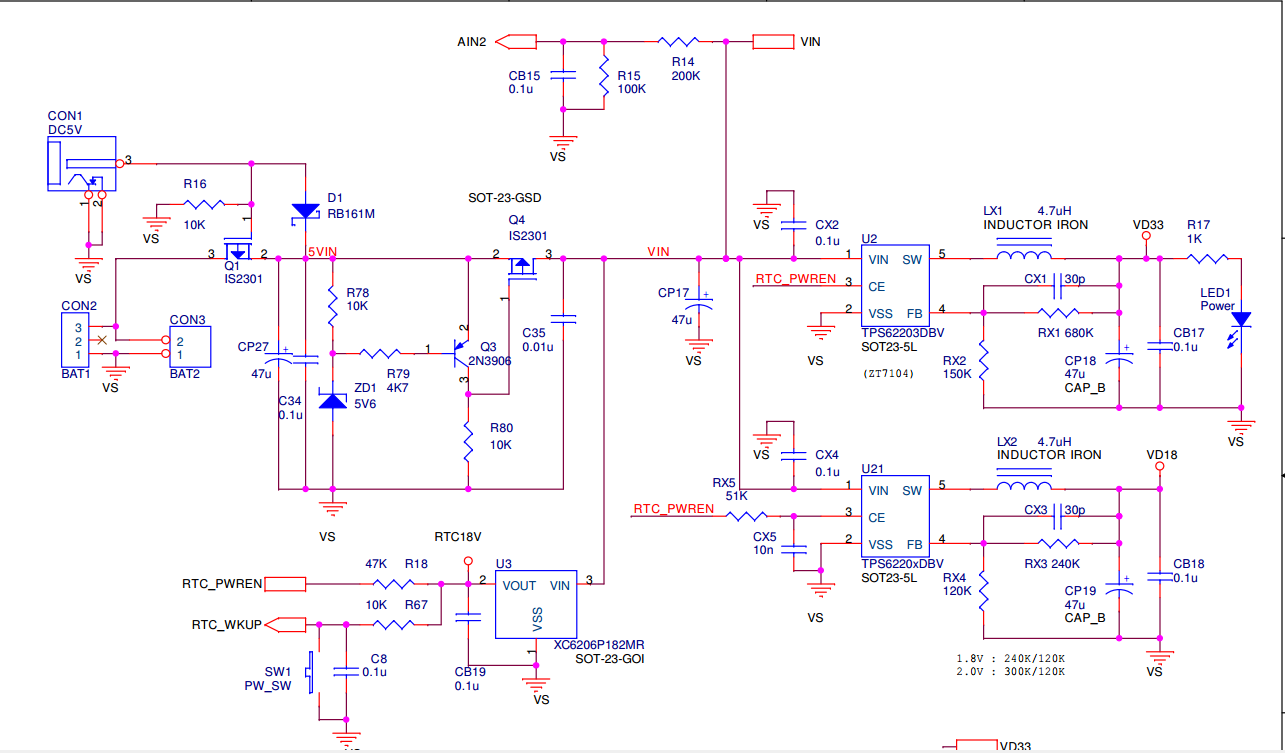 AIN2
VIN
CB15
0.1u
R15
100K
R14
200K
VS
CON1
DC5V
3
1
2
VS
R16
10K
VS
1
D1
RB161M
3
2
Q1
IS2301
5VIN
SOT-23-GSD
Q4
IS2301
2
3
1
VIN
CON2
3
2
1
BAT1
CON3
2
1
BAT2
VS
CP27
47u
C34
0.1u
R78
10K
R79
4K7
ZD1
5V6
1
2
Q3
2N3906
3
R80
10K
C35
0.01u
VS
CP17
47u
VS
VS
CX2
0.1u
RTC_PWREN
U2
1
3
2
VIN
CE
VSS
SW
FB
5
4
TPS62203DBV
SOT23-5L
(ZT7104)
VS
LX1 4.7uH
INDUCTOR IRON
CX1
30p
RX1 680K
RX2
150K
CP18
47u
CAP_B
VD33
CB17
0.1u
R17
1K
LED1
Power
VS
VS
CX4
0.1u
RX5
51K
RTC_PWREN
CX5
10n
U21
1
3
2
VIN
CE
VSS
SW
FB
5
4
TPS6220xDBV
SOT23-5L
VS
LX2 4.7uH
INDUCTOR IRON
CX3
30p
RX3 240K
RX4
120K
CP19
47u
CAP_B
VD18
CB18
0.1u
VS
1.8V : 240K/120K
2.0V : 300K/120K
RTC18V
RTC_PWREN
47K R18
10K R67
RTC_WKUP
SW1
PW_SW
C8
0.1u
VS
CB19
0.1u
U3
2
VOUT
VIN
3
VSS
1
XC6206P182MR
SOT-23-GOI
VS
VD33